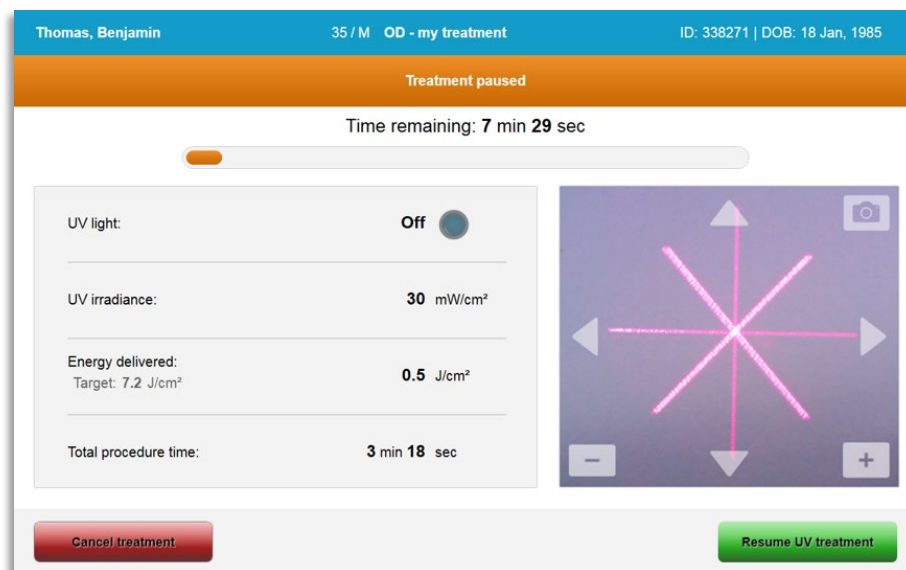 Thomas, Benjamin 35 / M OD - my treatment ID: 338271 | DOB: 18 Jan, 1985
Treatment paused
Time remaining: 7 min 29 sec
UV light: Off
UV irradiance: 30 mW/cm²
Energy delivered:
Target: 7.2 J/cm² 0.5 J/cm²
Total procedure time: 3 min 18 sec
Cancel treatment Resume UV treatment